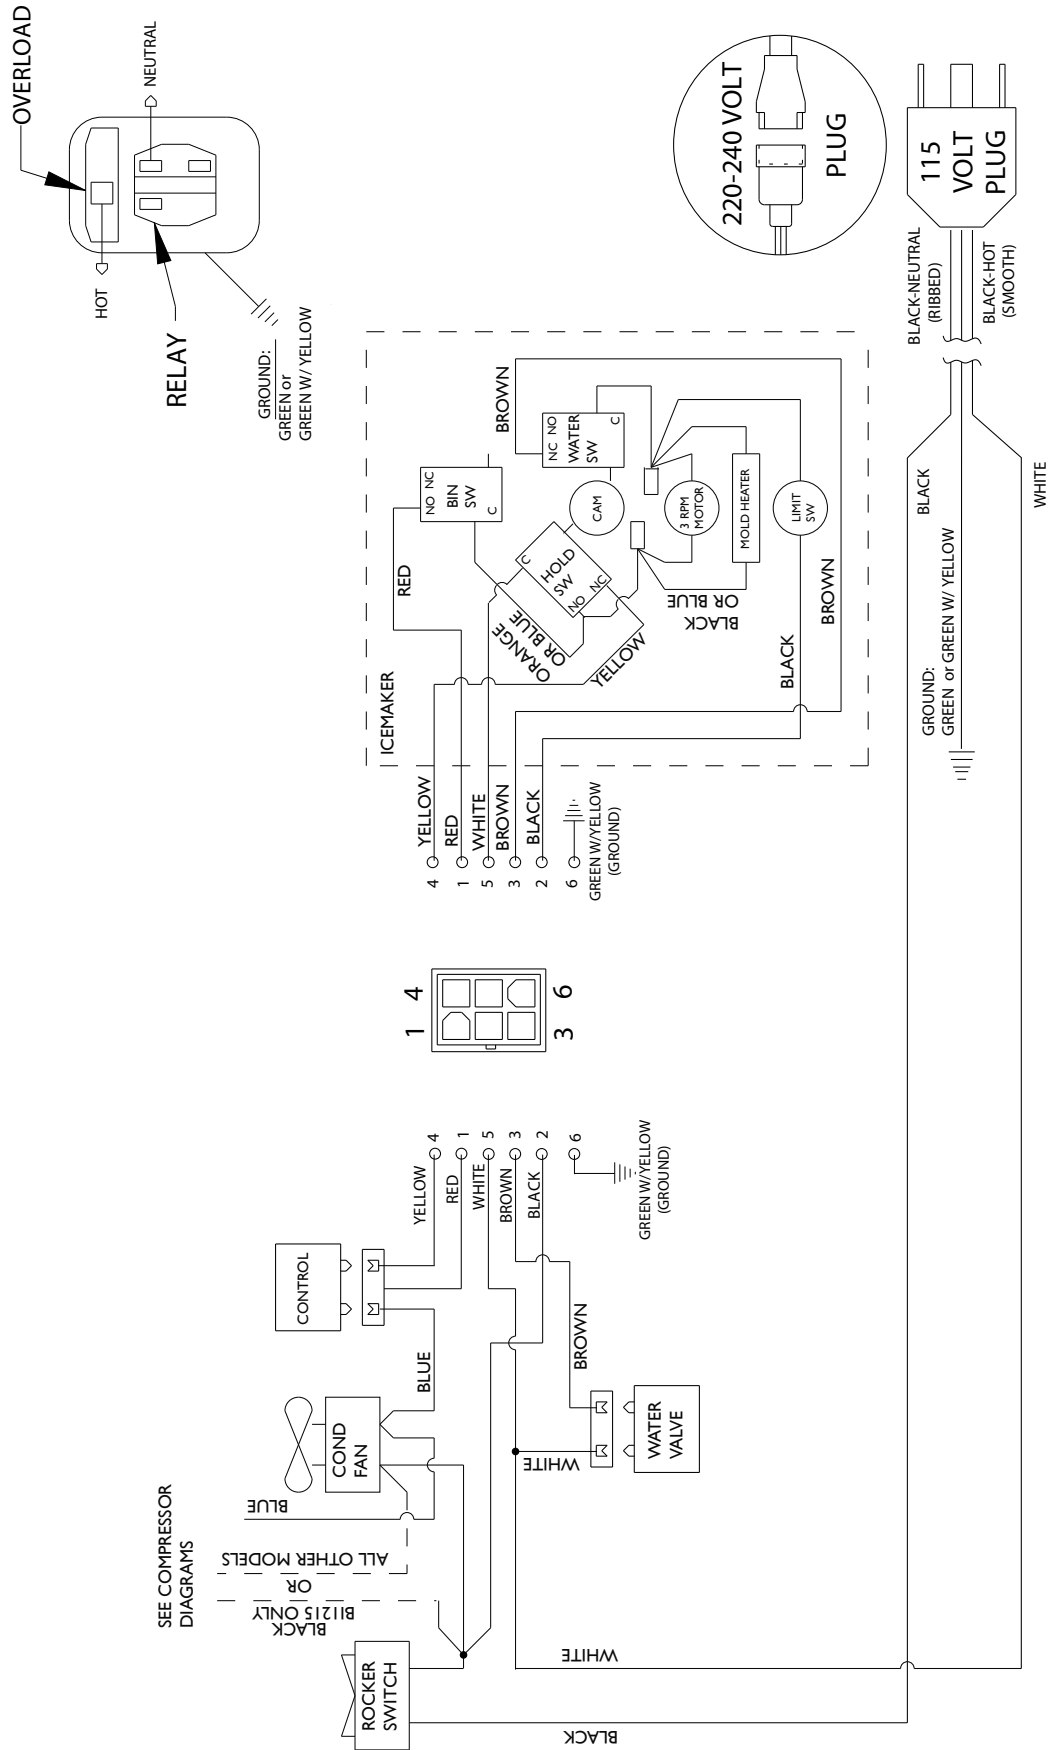 OVERLOAD
NEUTRAL
HOT
RELAY
GROUND:
GREEN or
GREEN W/ YELLOW
220-240 VOLT
PLUG
115
VOLT
PLUG
BLACK-NEUTRAL
(RIBBED)
BLACK-HOT
(SMOOTH)
BLACK
GROUND:
GREEN or GREEN W/ YELLOW
WHITE
ICEMAKER
RED
NO NC
BIN
SW
C
BROWN
NC NO
WATER
SW
C
CAM
C
HOLD
SW
NO NC
3 RPM
MOTOR
MOLD HEATER
LIMIT
SW
ORANGE
OR BLUE
YELLOW
BLACK
OR BLUE
BLACK
BROWN
YELLOW
RED
WHITE
BROWN
BLACK
GREEN W/YELLOW
(GROUND)
4
1
5
3
2
6
1 4
3 6
4
1
5
3
2
6
YELLOW
RED
WHITE
BROWN
BLACK
GREEN W/YELLOW
(GROUND)
CONTROL
BLUE
COND
FAN
BLUE
BROWN
WHITE
WATER
VALVE
SEE COMPRESSOR
DIAGRAMS
ALL OTHER MODELS
OR
BI1215 ONLY
BLACK
ROCKER
SWITCH
WHITE
BLACK